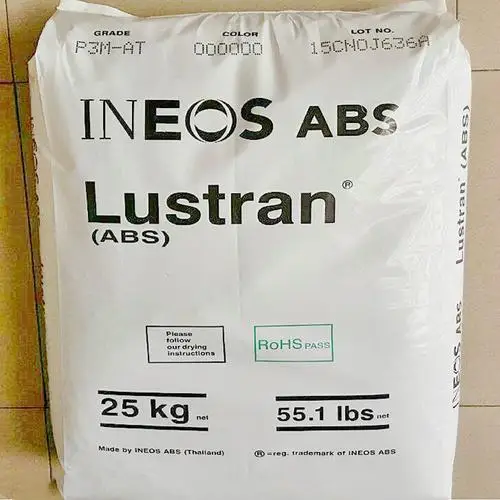 GRADE COLOR LOT NO.
P3M-AT 000000 15CNOJ636A
INEOS ABS
Lustran®
(ABS)
Please
follow
our drying
instructions
RoHS PASS
25 kg net
55.1 lbs net
Made by INEOS ABS (Thailand)
®=reg. trademark of INEOS ABS
Lustran® (ABS)
INEOS ABS